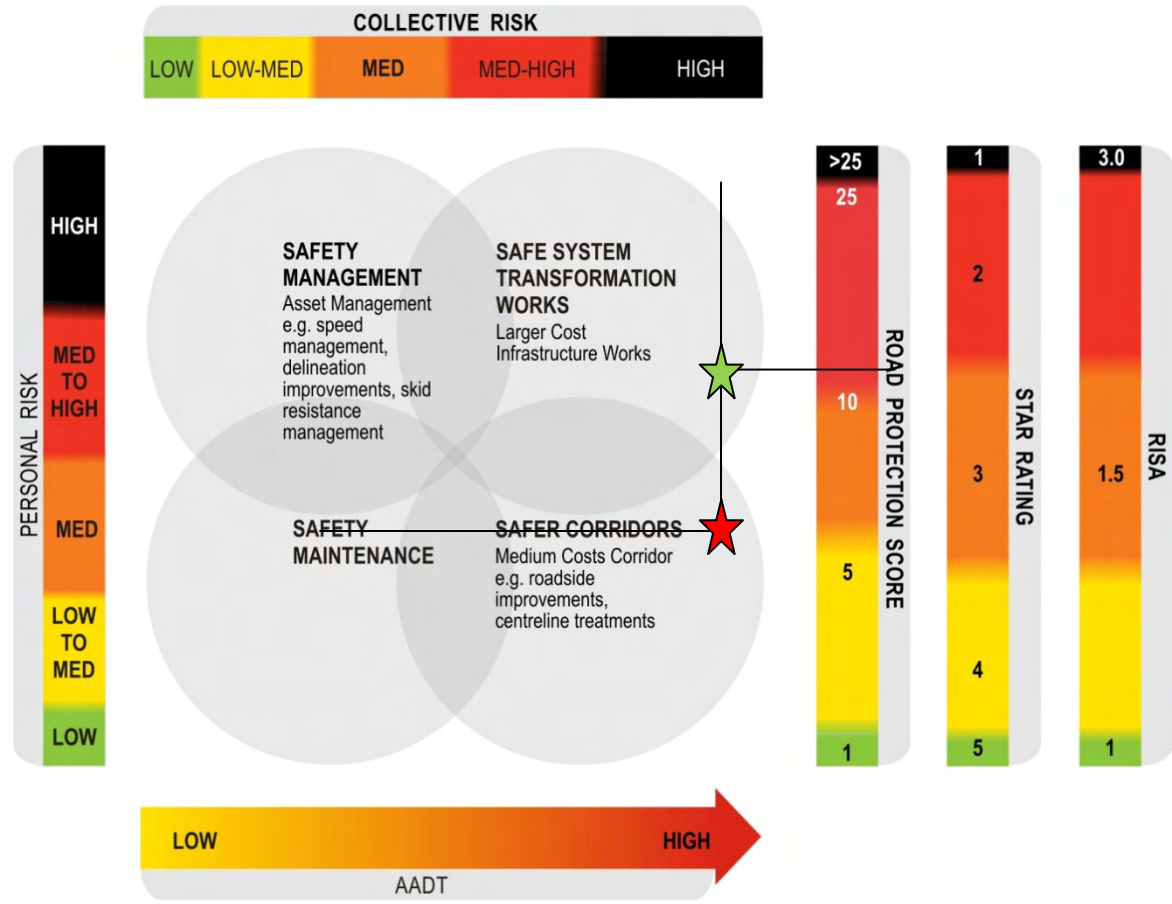 COLLECTIVE RISK
LOW
LOW-MED
MED
MED-HIGH
HIGH
PERSONAL RISK
HIGH
MED
TO
HIGH
MED
LOW
TO
MED
LOW
SAFETY
MANAGEMENT
Asset Management
e.g. speed
management,
delineation
improvements, skid
resistance
management
SAFE SYSTEM
TRANSFORMATION
WORKS
Larger Cost
Infrastructure Works
SAFETY
MAINTENANCE
SAFER CORRIDORS
Medium Costs Corridor
e.g. roadside
improvements,
centreline treatments
>25
25
10
5
1
ROAD PROTECTION SCORE
1
2
3
4
5
STAR RATING
3.0
1.5
1
RISA
LOW
HIGH
AADT